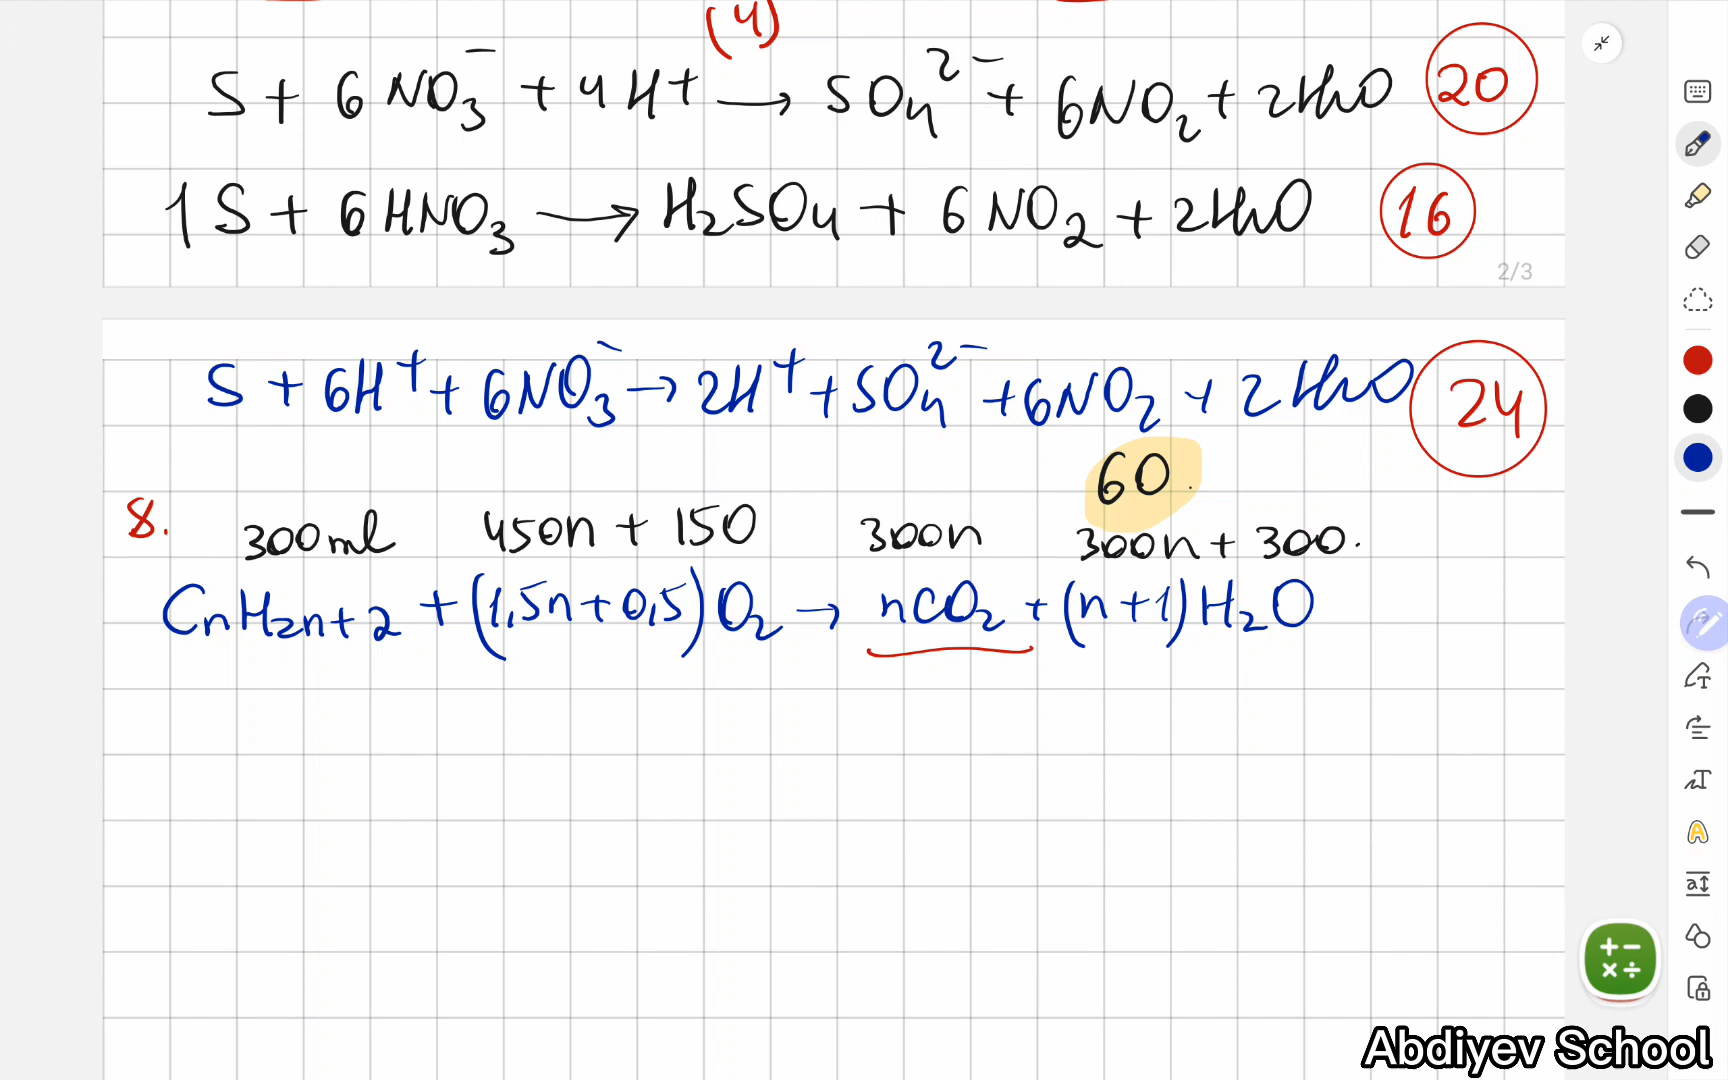 (4)
S + 6NO₃⁻ + 4H⁺ → SO₄²⁻ + 6NO₂ + 2H₂O 20
1S + 6HNO₃ → H₂SO₄ + 6NO₂ + 2H₂O 16
2/3
S + 6H⁺ + 6NO₃⁻ → 2H⁺ + SO₄²⁻ + 6NO₂ + 2H₂O 24
60.
8. 300ml 450n + 150 300n 300n + 300.
CnH2n+2 + (1,5n+0,5)O₂ → nCO₂ + (n+1)H₂O
Abdiyev School